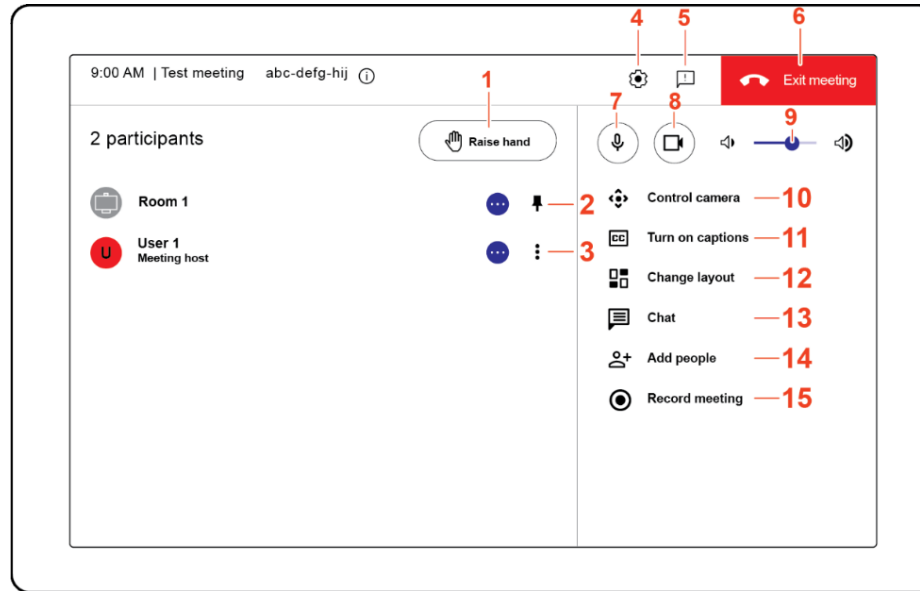 4 5 6
9:00 AM | Test meeting abc-defg-hij Exit meeting
1 7 8 9
2 participants Raise hand
Room 1 2 Control camera 10
U User 1 3 CC Turn on captions 11
Meeting host
Change layout 12
Chat 13
Add people 14
Record meeting 15